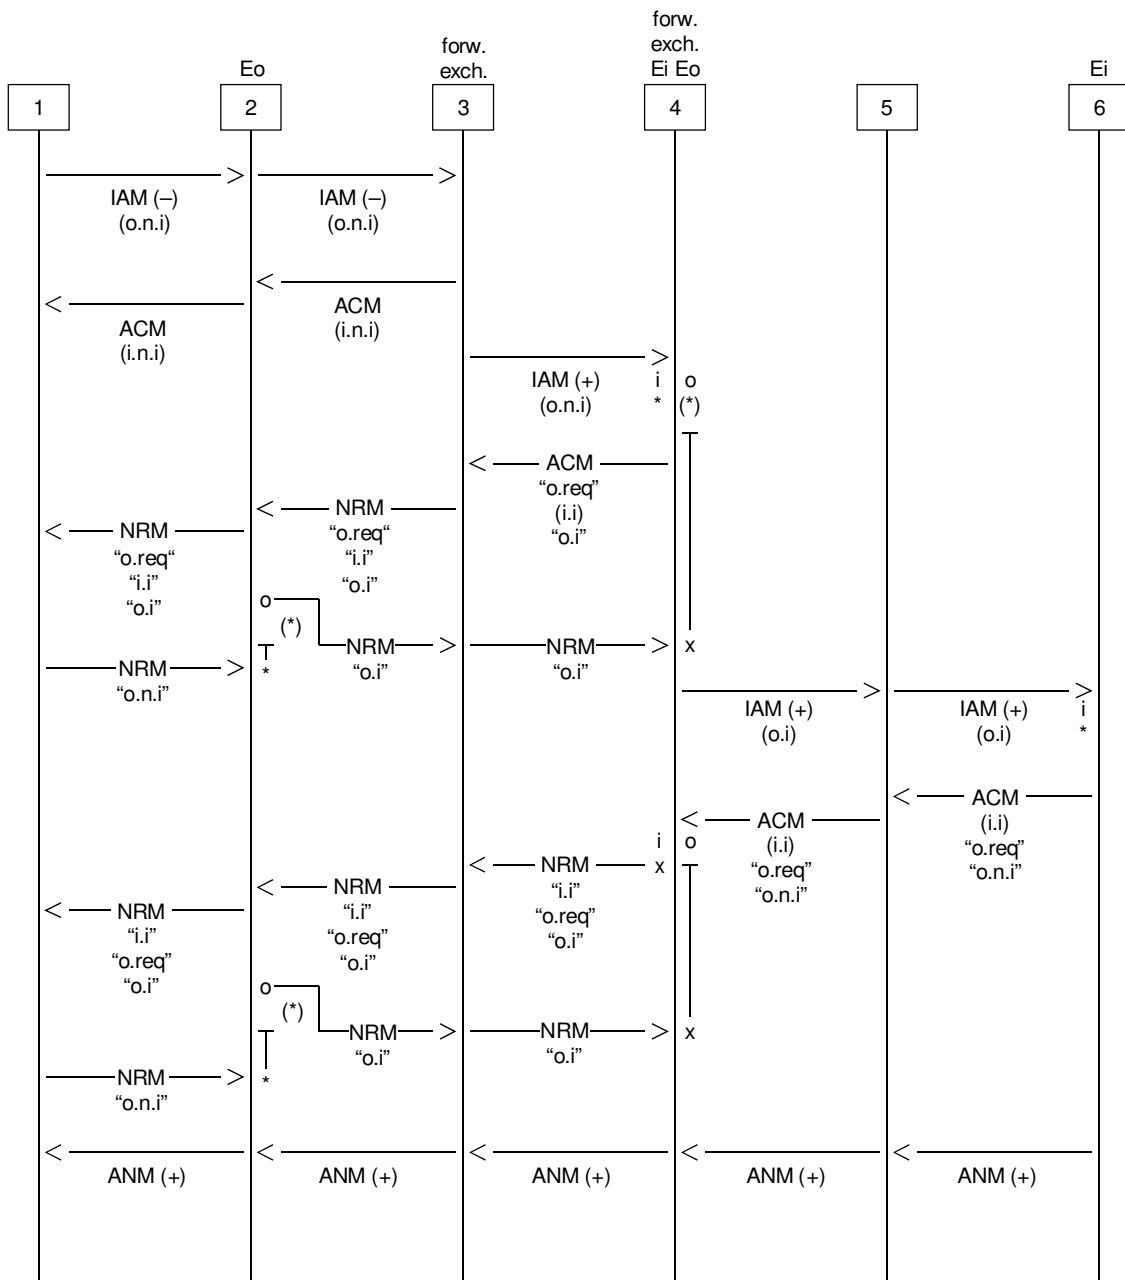 forw.
exch.
forw.
exch.
Eo
Ei Eo
Ei
1
2
3
4
5
6
IAM (–)
(o.n.i)
IAM (–)
(o.n.i)
ACM
(i.n.i)
ACM
(i.n.i)
IAM (+)
(o.n.i)
i
*
o
(*)
ACM
“o.req”
(i.i)
“o.i”
NRM
“o.req“
“i.i”
“o.i”
NRM
“o.req“
“i.i”
“o.i”
o
(*)
NRM
“o.i”
NRM
“o.i”
x
NRM
“o.n.i”
*
IAM (+)
(o.i)
IAM (+)
(o.i)
i
*
ACM
(i.i)
“o.req”
“o.n.i”
ACM
(i.i)
“o.req”
“o.n.i”
i
x
o
NRM
“i.i”
“o.req”
“o.i”
NRM
“i.i”
“o.req”
“o.i”
NRM
“i.i”
“o.req”
“o.i”
o
(*)
NRM
“o.i”
NRM
“o.i”
x
NRM
“o.n.i”
*
ANM (+)
ANM (+)
ANM (+)
ANM (+)
ANM (+)